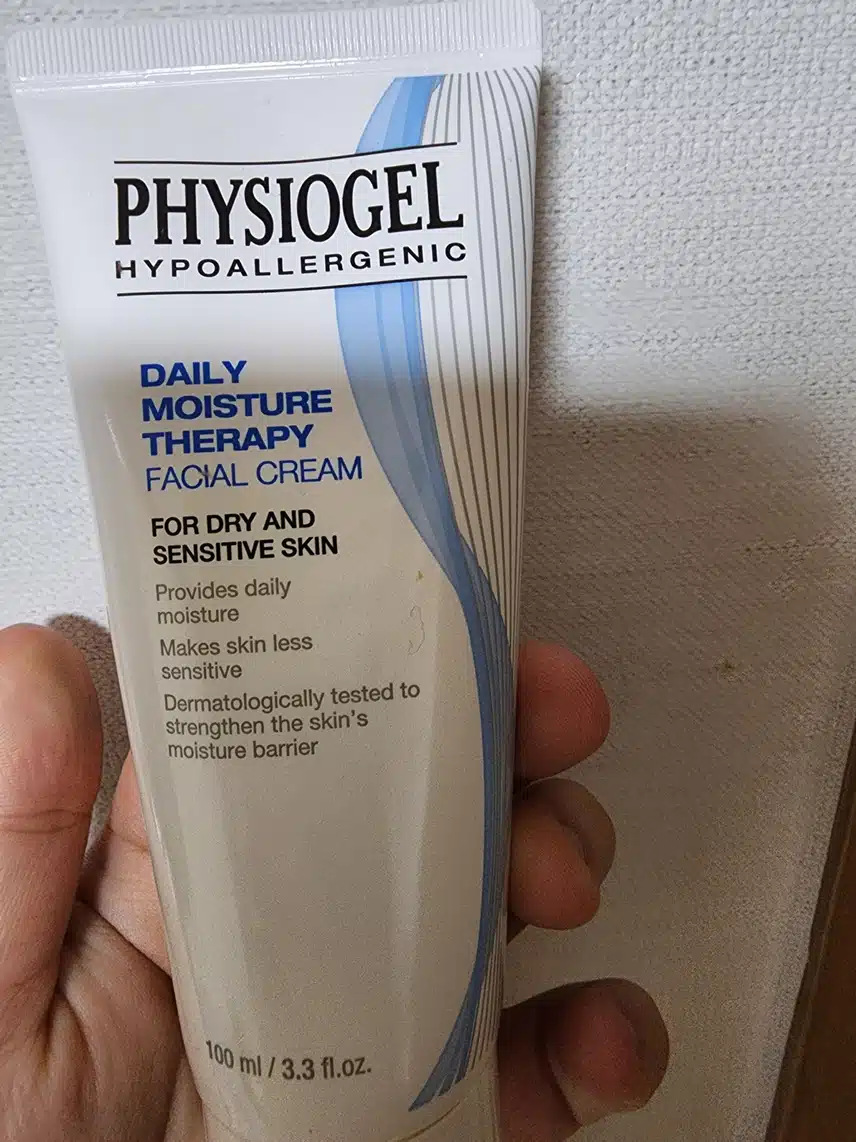 PHYSIOGEL
HYPOALLERGENIC
DAILY
MOISTURE
THERAPY
FACIAL CREAM
FOR DRY AND
SENSITIVE SKIN
Provides daily
moisture
Makes skin less
sensitive
Dermatologically tested to
strengthen the skin's
moisture barrier
100 ml / 3.3 fl.oz.